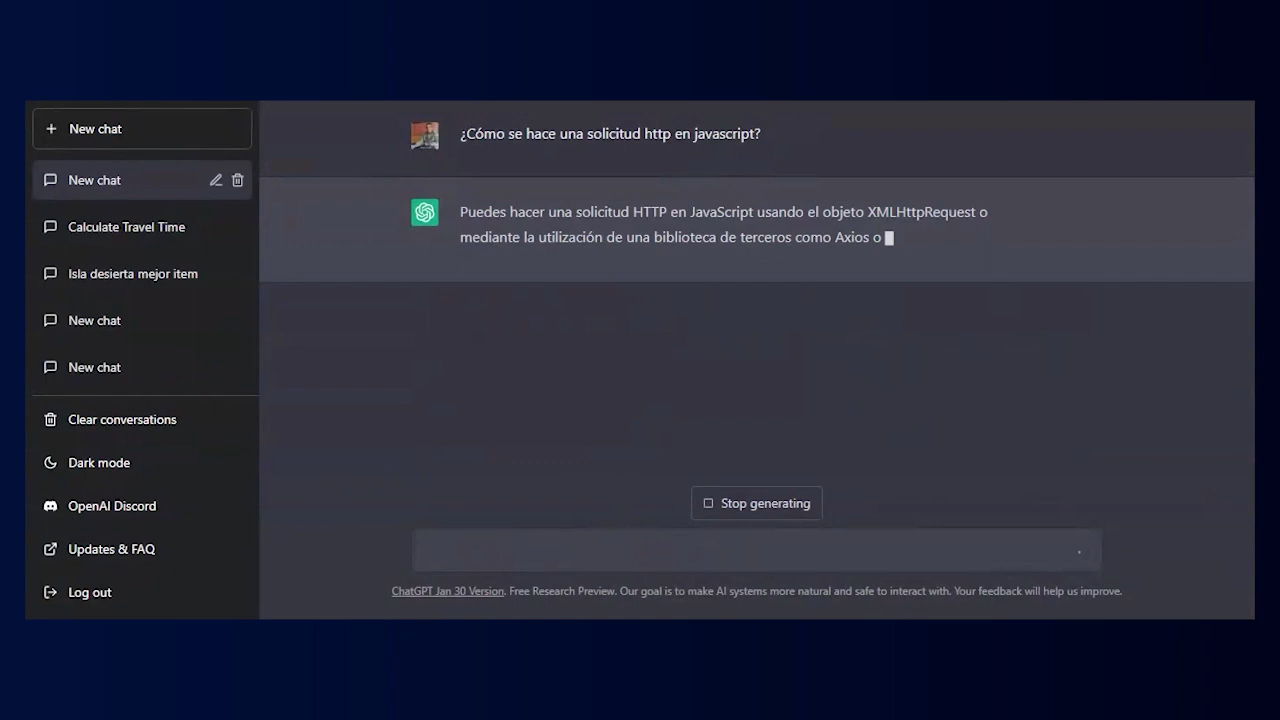 New chat
New chat
Calculate Travel Time
Isla desierta mejor item
New chat
New chat
Clear conversations
Dark mode
OpenAI Discord
Updates & FAQ
Log out
¿Cómo se hace una solicitud http en javascript?
Puedes hacer una solicitud HTTP en JavaScript usando el objeto XMLHttpRequest o
mediante la utilización de una biblioteca de terceros como Axios o
Stop generating
ChatGPT Jan 30 Version. Free Research Preview. Our goal is to make AI systems more natural and safe to interact with. Your feedback will help us improve.